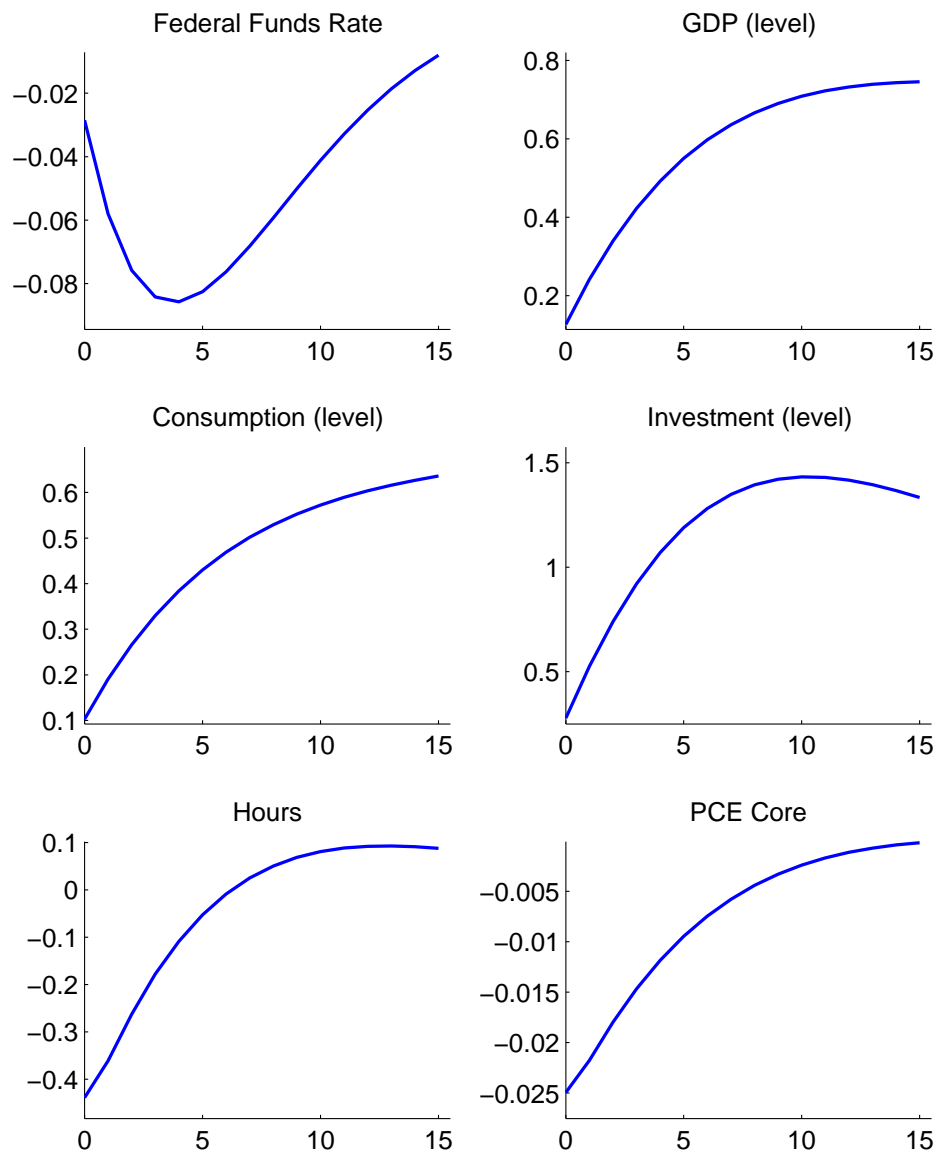 Federal Funds Rate
−0.02
−0.04
−0.06
−0.08
0 5 10 15
GDP (level)
0.8
0.6
0.4
0.2
0 5 10 15
Consumption (level)
0.6
0.5
0.4
0.3
0.2
0.1
0 5 10 15
Investment (level)
1.5
1
0.5
0 5 10 15
Hours
0.1
0
−0.1
−0.2
−0.3
−0.4
0 5 10 15
PCE Core
−0.005
−0.01
−0.015
−0.02
−0.025
0 5 10 15